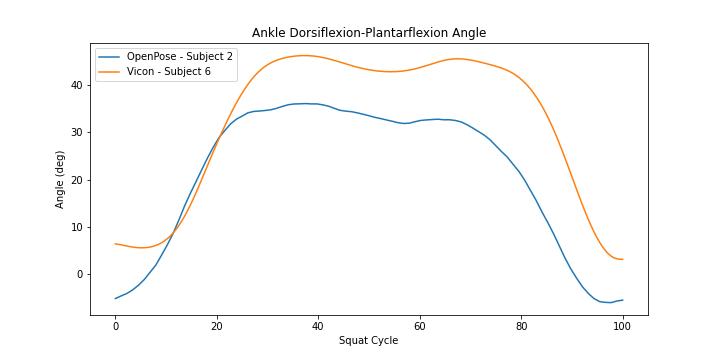 Ankle Dorsiflexion-Plantarflexion Angle
OpenPose - Subject 2
Vicon - Subject 6
Angle (deg)
40
30
20
10
0
0 20 40 60 80 100
Squat Cycle